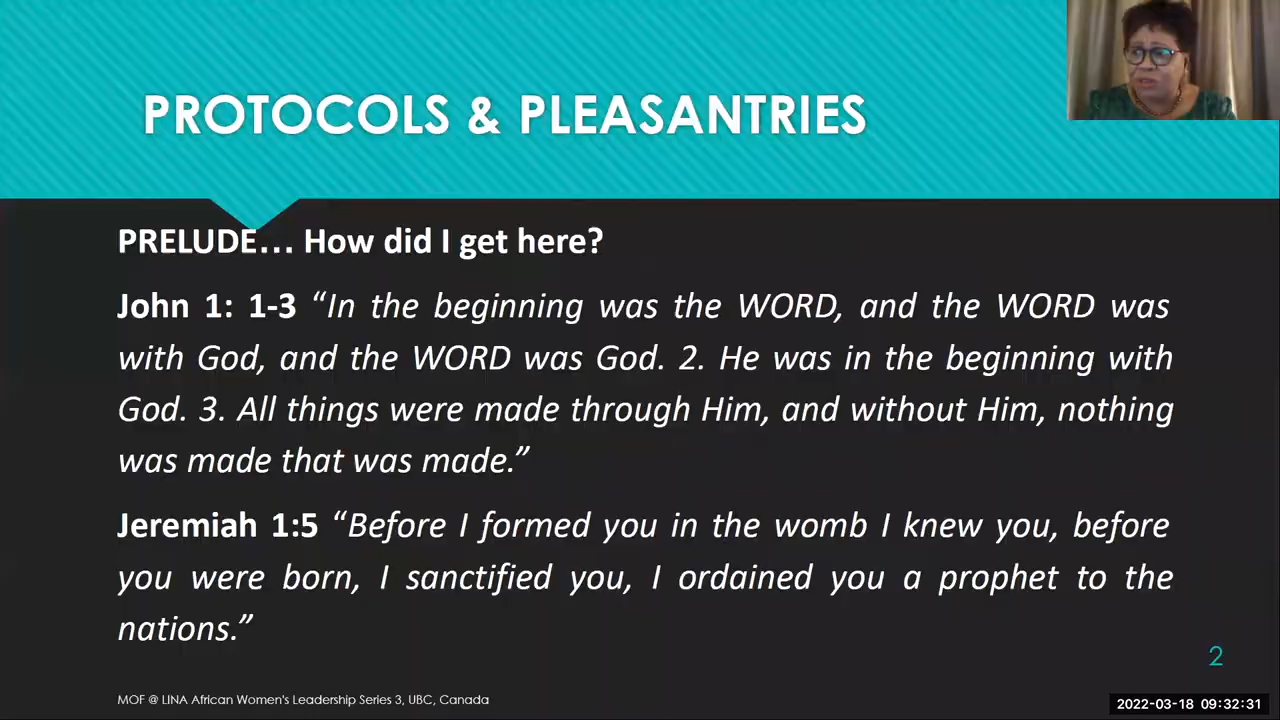 PROTOCOLS & PLEASANTRIES
PRELUDE... How did I get here?
John 1: 1-3 “In the beginning was the WORD, and the WORD was
with God, and the WORD was God. 2. He was in the beginning with
God. 3. All things were made through Him, and without Him, nothing
was made that was made.”
Jeremiah 1:5 “Before I formed you in the womb I knew you, before
you were born, I sanctified you, I ordained you a prophet to the
nations.”
2
MOF @ LINA African Women's Leadership Series 3, UBC, Canada
2022-03-18 09:32:31